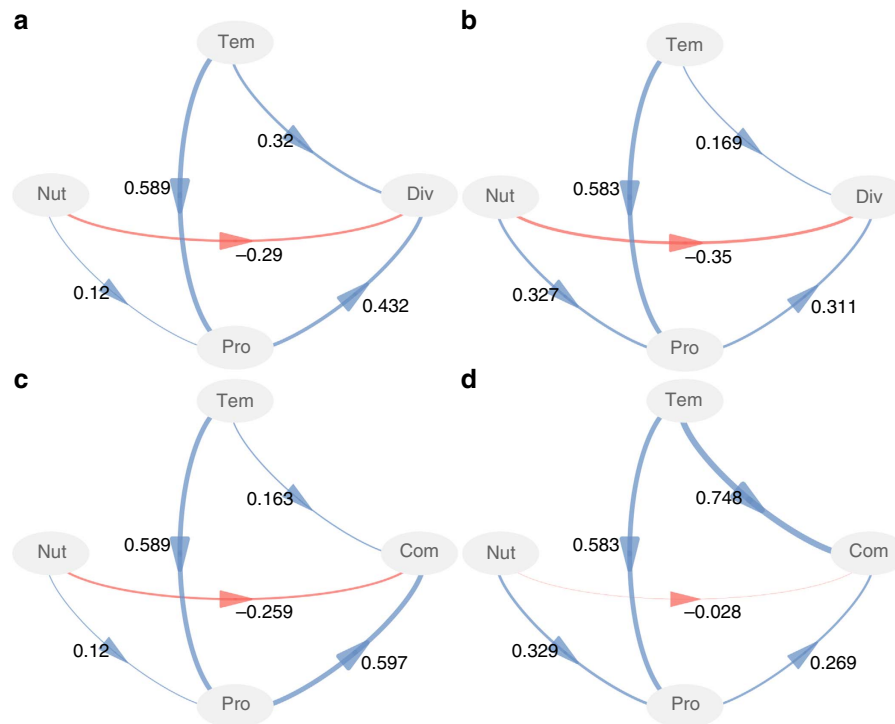 a
Tem
0.32
0.589
Nut
Div
–0.29
0.12
0.432
Pro
b
Tem
0.169
0.583
Nut
Div
–0.35
0.327
0.311
Pro
c
Tem
0.163
0.589
Nut
Com
–0.259
0.12
0.597
Pro
d
Tem
0.748
0.583
Nut
Com
–0.028
0.329
0.269
Pro